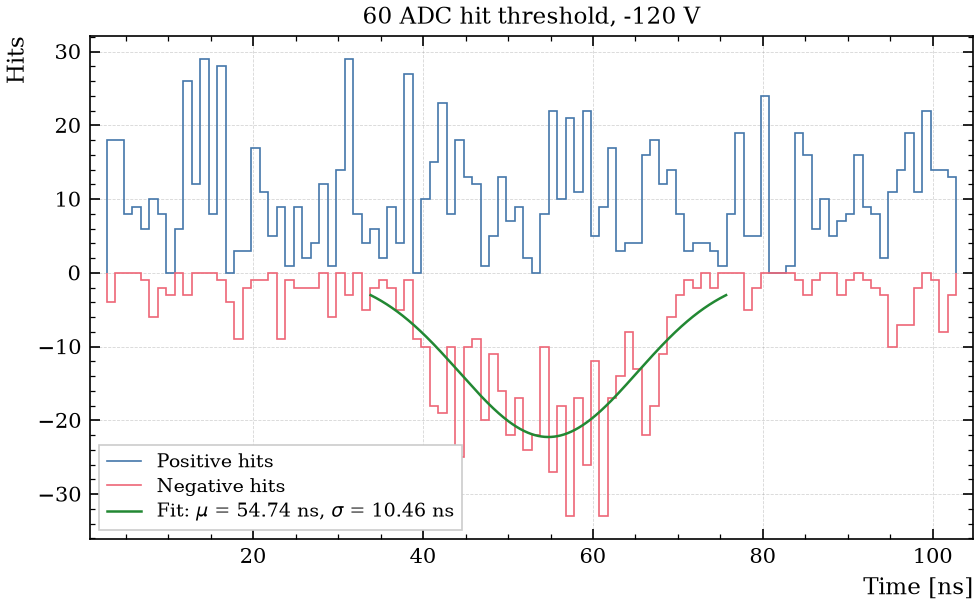 60 ADC hit threshold, -120 V
Hits
30
20
10
0
−10
−20
−30
Positive hits
Negative hits
Fit: μ = 54.74 ns, σ = 10.46 ns
20 40 60 80 100
Time [ns]